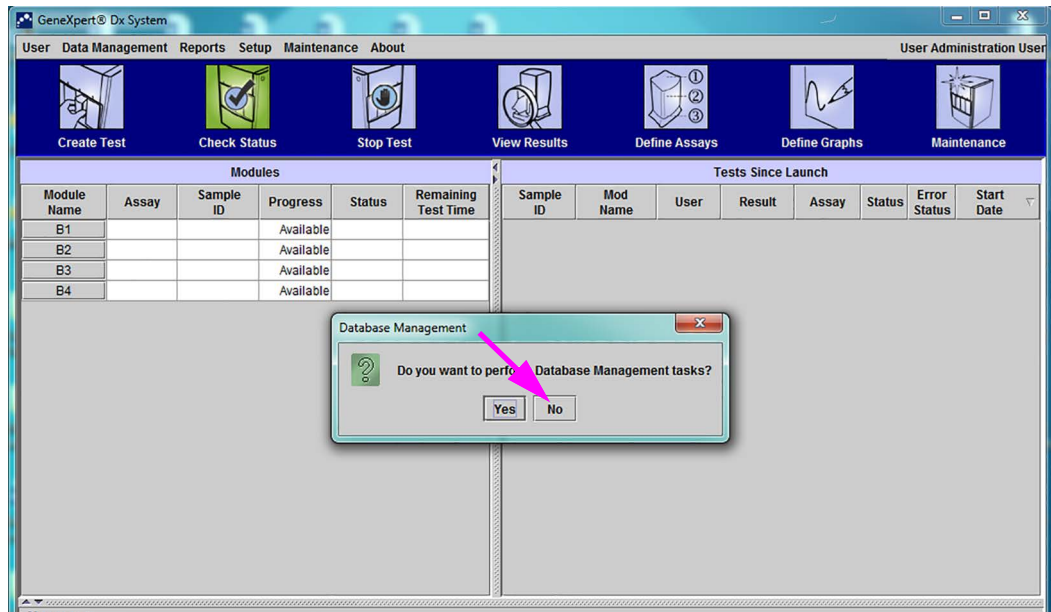 GeneXpert® Dx System
User Data Management Reports Setup Maintenance About User Administration User
① ② ③
Create Test Check Status Stop Test View Results Define Assays Define Graphs Maintenance
Modules
Module Name Assay Sample ID Progress Status Remaining Test Time
B1 Available
B2 Available
B3 Available
B4 Available
Tests Since Launch
Sample ID Mod Name User Result Assay Status Error Status Start Date
Database Management
Do you want to Database Management tasks?
Yes No